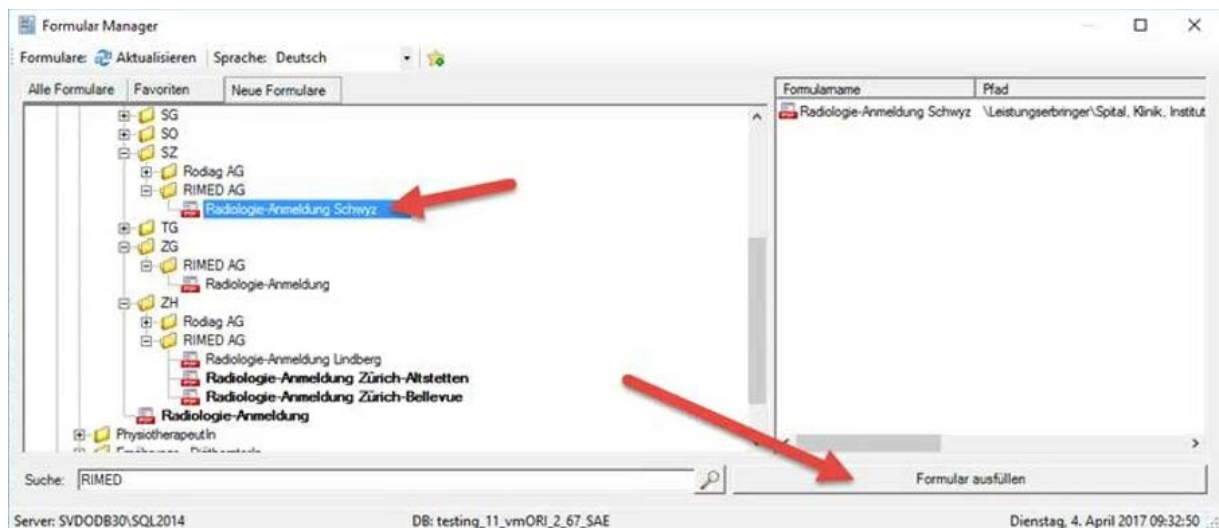 Formular Manager
Formulare: Aktualisieren Sprache: Deutsch
Alle Formulare Favoriten Neue Formulare
SG
SO
SZ
Rodiag AG
RIMED AG
Radiologie-Anmeldung Schwyz
TG
ZG
RIMED AG
Radiologie-Anmeldung
ZH
Rodiag AG
RIMED AG
Radiologie-Anmeldung Lindberg
Radiologie-Anmeldung Zürich-Altstetten
Radiologie-Anmeldung Zürich-Bellevue
Radiologie-Anmeldung
PhysiotherapeutIn
Formularname Pfad
Radiologie-Anmeldung Schwyz \Leistungserbringer\Spital, Klinik, Institut
Suche: RIMED
Formular ausfüllen
Server: SVDODB30\SQL2014 DB: testing_11_vmORI_2_67_SAE Dienstag, 4. April 2017 09:32:50